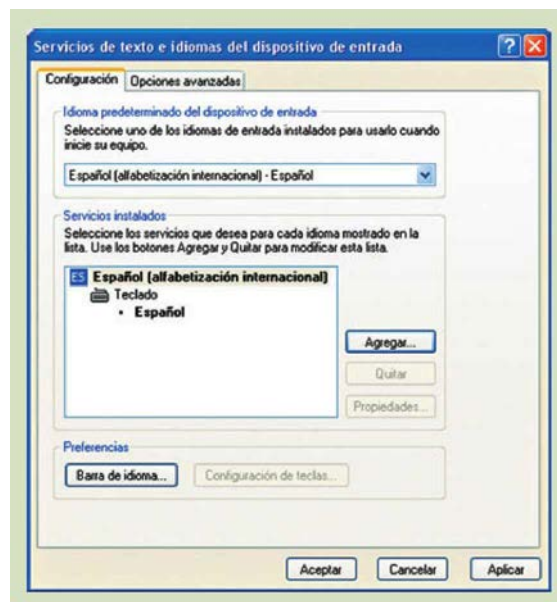 Servicios de texto e idiomas del dispositivo de entrada
Configuración Opciones avanzadas
Idioma predeterminado del dispositivo de entrada
Seleccione uno de los idiomas de entrada instalados para usarlo cuando
inicie su equipo.
Español (alfabetización internacional) - Español
Servicios instalados
Seleccione los servicios que desea para cada idioma mostrado en la
lista. Use los botones Agregar y Quitar para modificar esta lista.
ES Español (alfabetización internacional)
Teclado
• Español
Agregar...
Quitar
Propiedades...
Preferencias
Barra de idioma... Configuración de teclas...
Aceptar Cancelar Aplicar